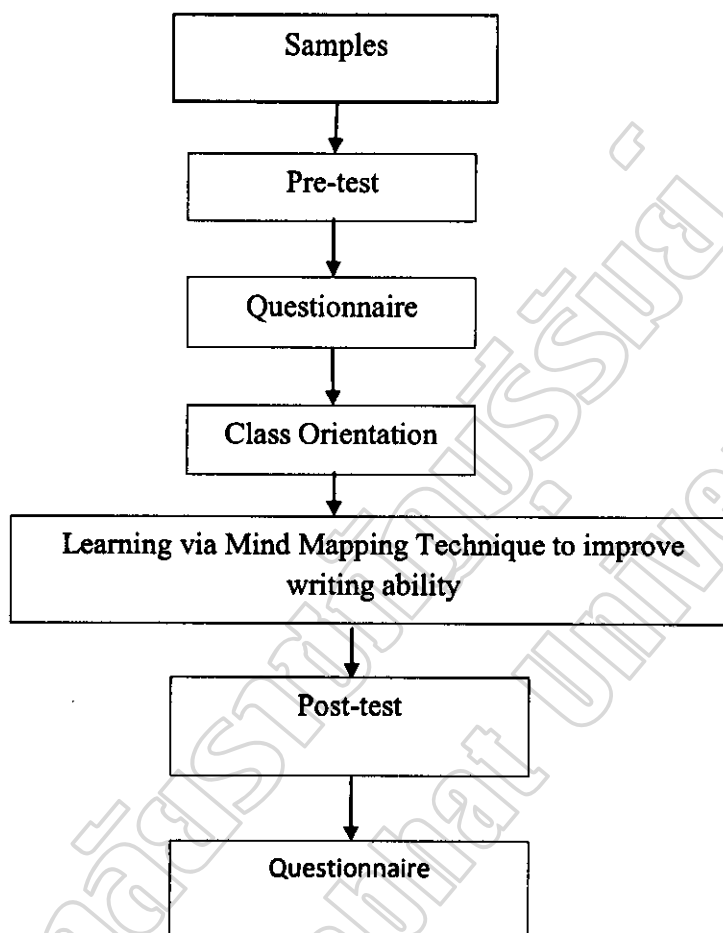 Samples
Pre-test
Questionnaire
Class Orientation
Learning via Mind Mapping Technique to improve
writing ability
Post-test
Questionnaire